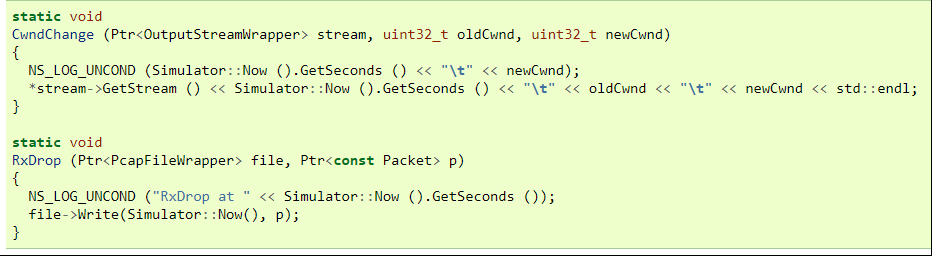 static void
CwndChange (Ptr<OutputStreamWrapper> stream, uint32_t oldCwnd, uint32_t newCwnd)
{
  NS_LOG_UNCOND (Simulator::Now ().GetSeconds () << "\t" << newCwnd);
  *stream->GetStream () << Simulator::Now ().GetSeconds () << "\t" << oldCwnd << "\t" << newCwnd << std::endl;
}

static void
RxDrop (Ptr<PcapFileWrapper> file, Ptr<const Packet> p)
{
  NS_LOG_UNCOND ("RxDrop at " << Simulator::Now ().GetSeconds ());
  file->Write(Simulator::Now(), p);
}